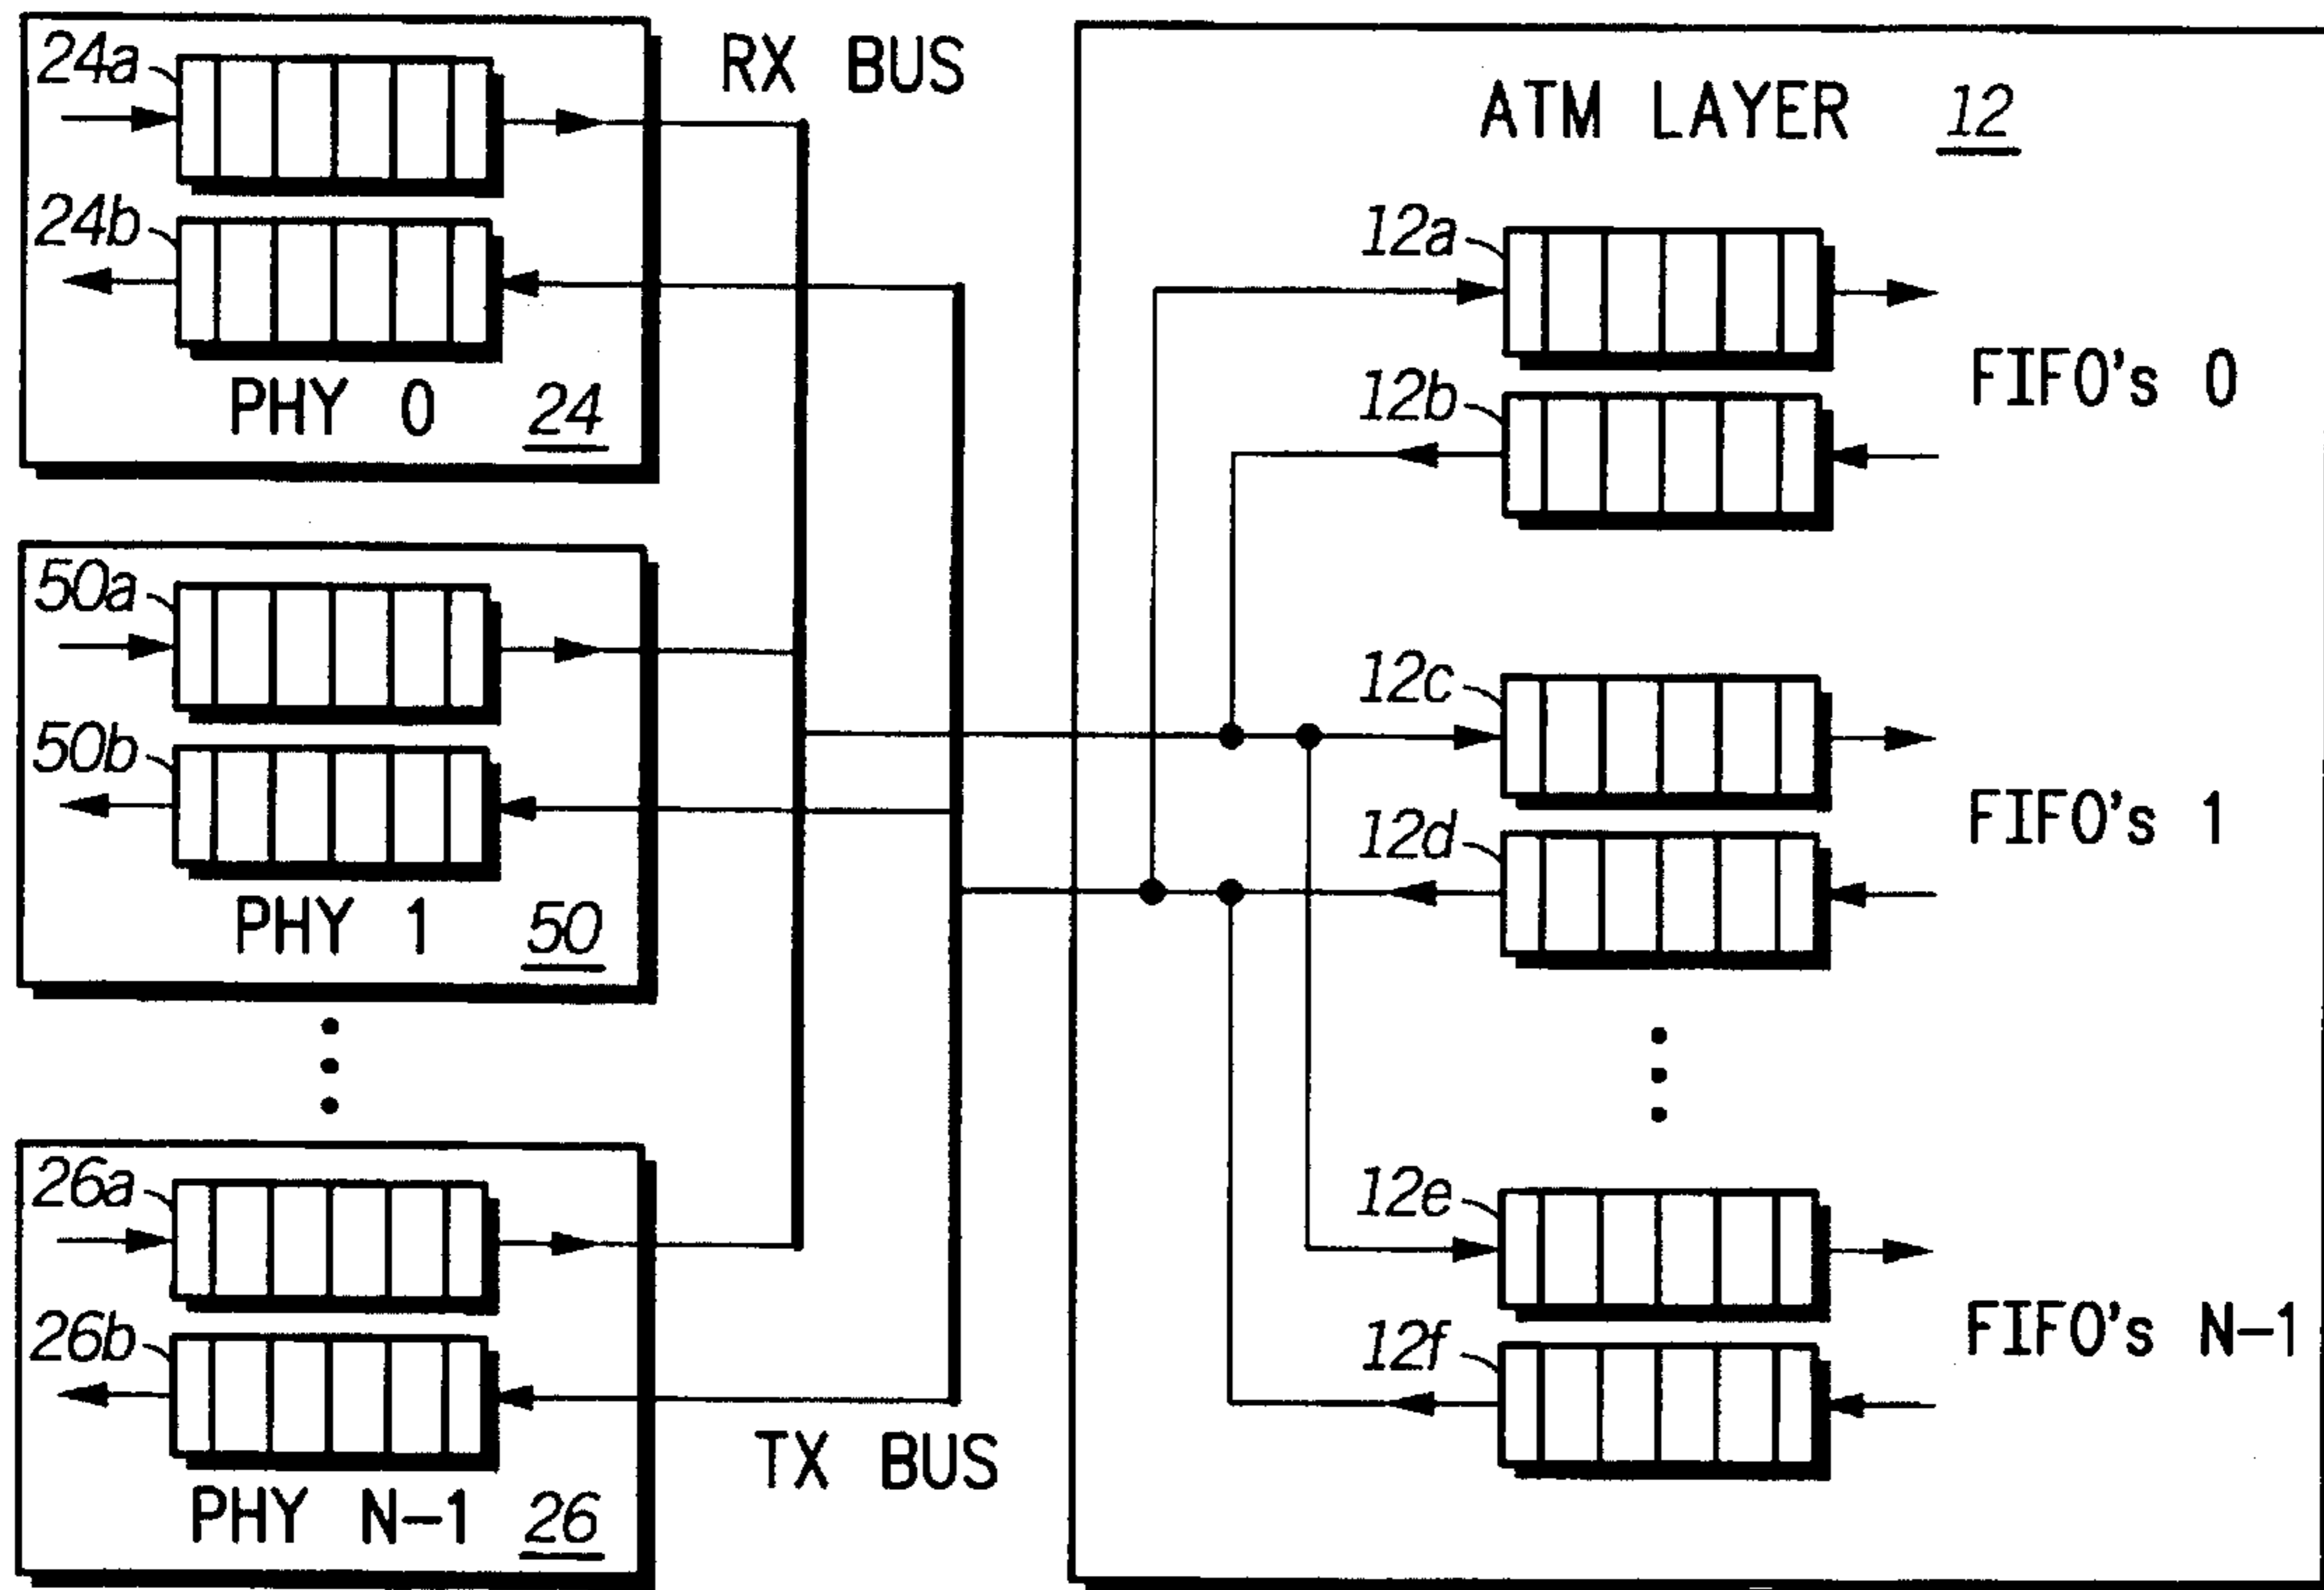 24a
24b
PHY 0 24
50a
50b
PHY 1 50
26a
26b
PHY N-1 26
RX BUS
TX BUS
ATM LAYER 12
12a
12b
FIFO's 0
12c
12d
FIFO's 1
12e
12f
FIFO's N-1